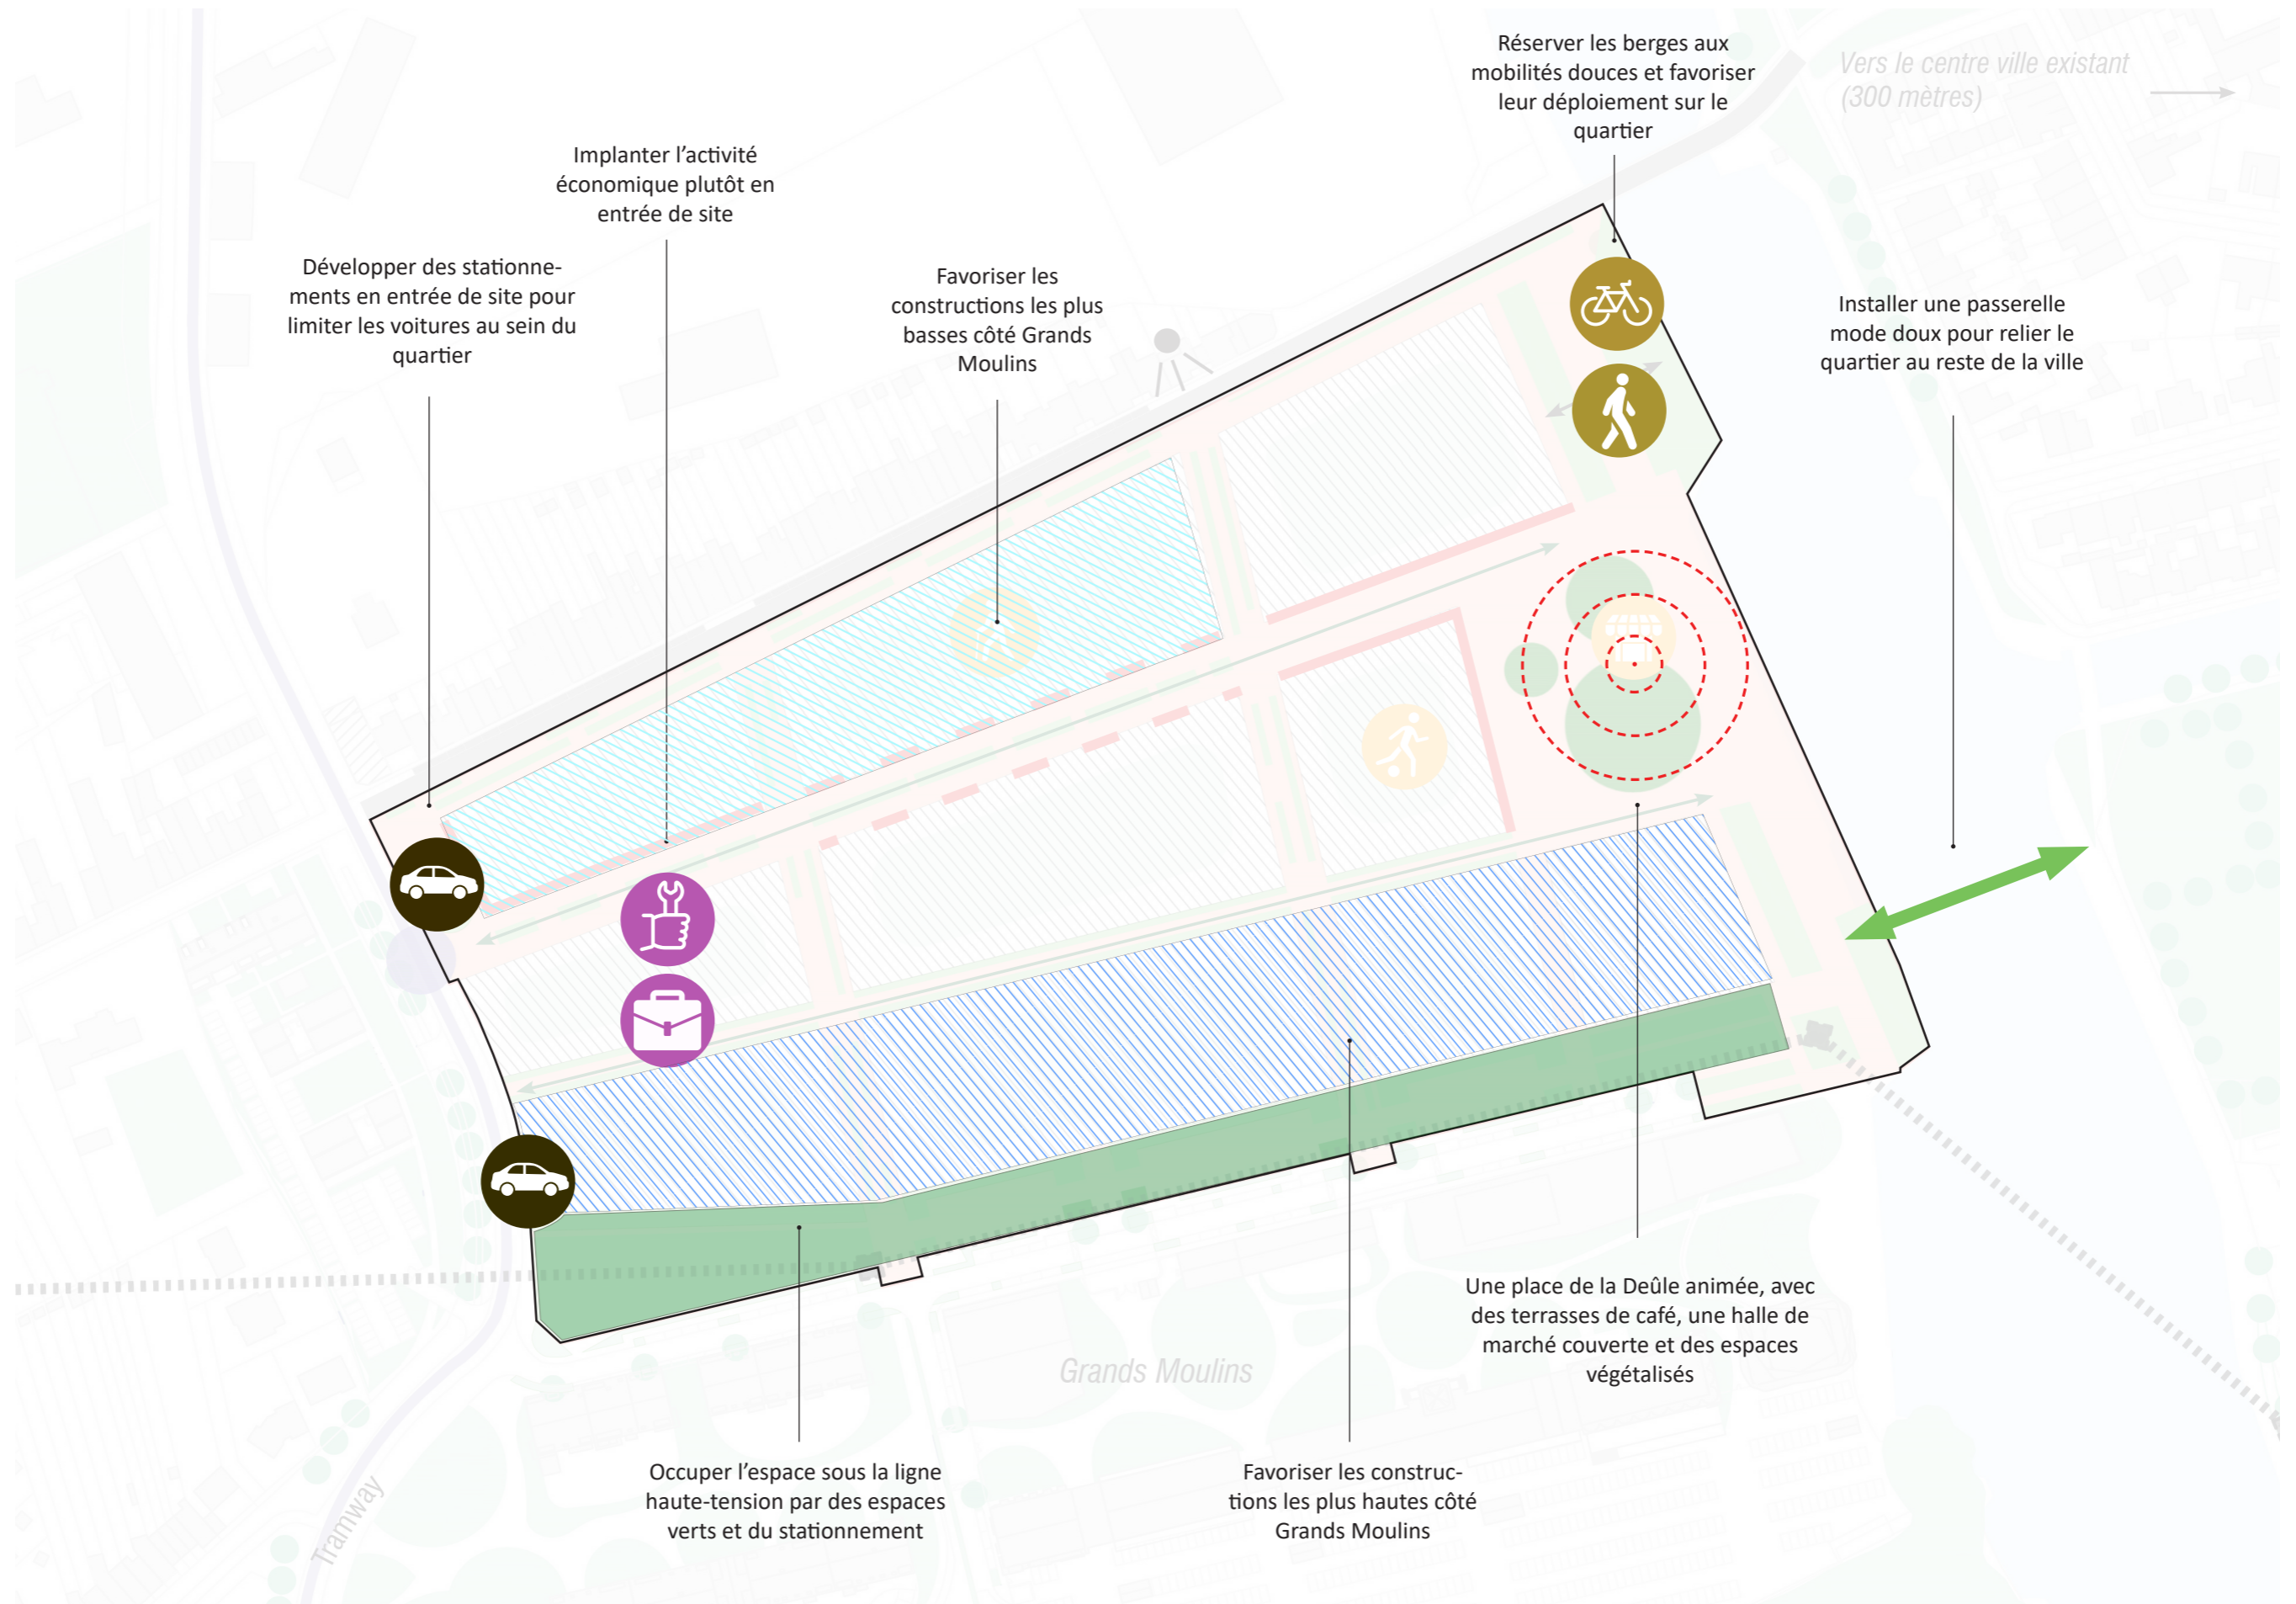 Réserver les berges aux
mobilités douces et favoriser
leur déploiement sur le
quartier
Vers le centre ville existant
(300 mètres)
Implanter l’activité
économique plutôt en
entrée de site
Développer des stationne-
ments en entrée de site pour
limiter les voitures au sein du
quartier
Favoriser les
constructions les plus
basses côté Grands
Moulins
Installer une passerelle
mode doux pour relier le
quartier au reste de la ville
Une place de la Deûle animée, avec
des terrasses de café, une halle de
marché couverte et des espaces
végétalisés
Grands Moulins
Occuper l’espace sous la ligne
haute-tension par des espaces
verts et du stationnement
Favoriser les construc-
tions les plus hautes côté
Grands Moulins
Tramway